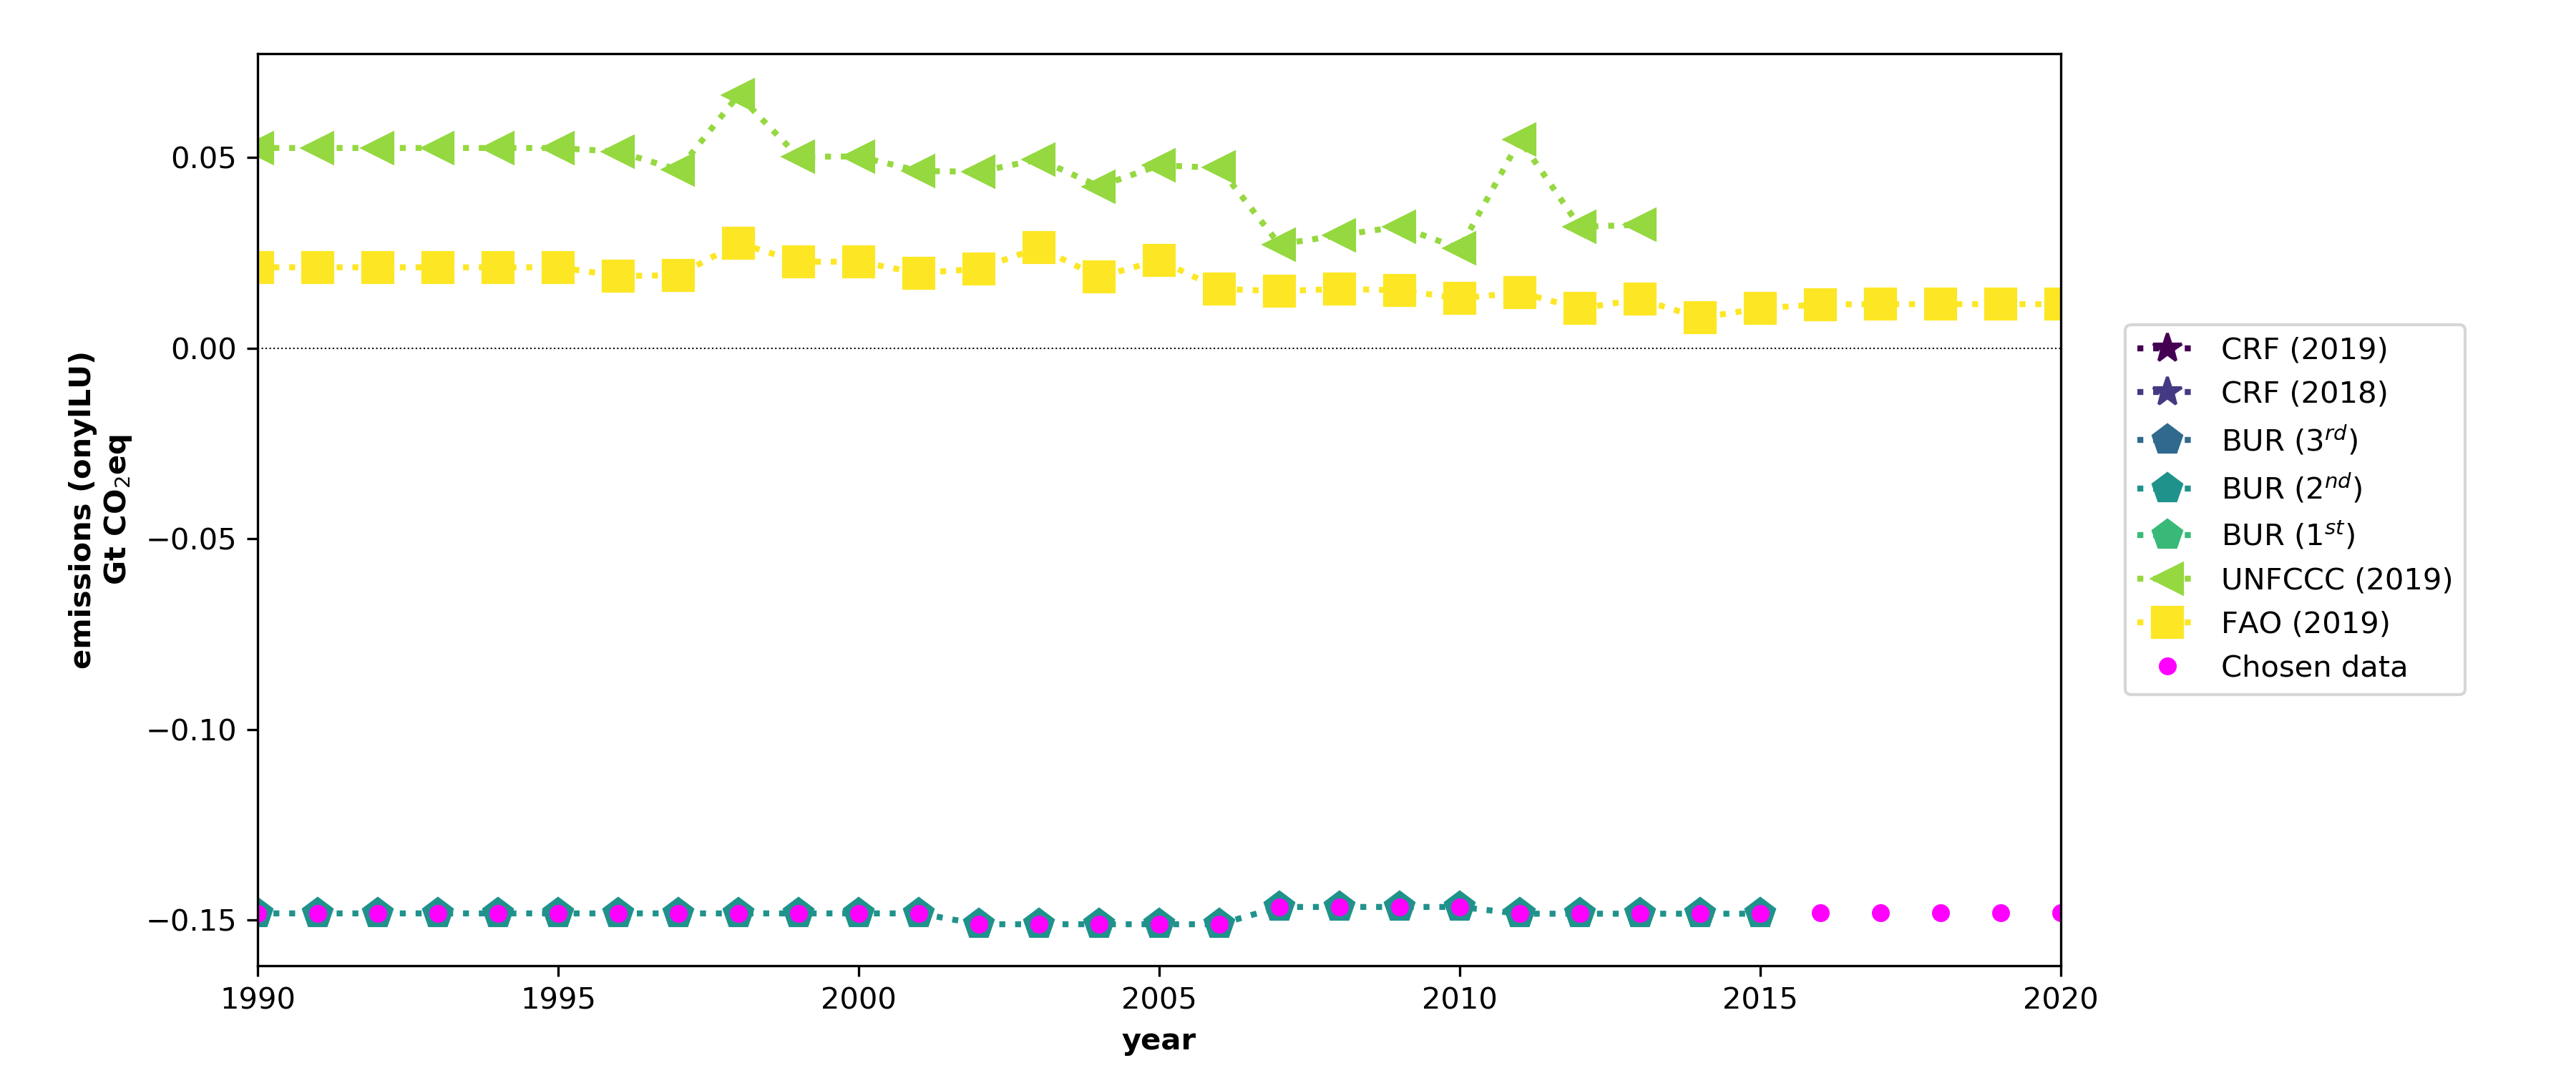 emissions (onylLU)
Gt CO₂eq
0.05
0.00
−0.05
−0.10
−0.15
1990 1995 2000 2005 2010 2015 2020
year
CRF (2019)
CRF (2018)
BUR (3ʳᵈ)
BUR (2ⁿᵈ)
BUR (1ˢᵗ)
UNFCCC (2019)
FAO (2019)
Chosen data